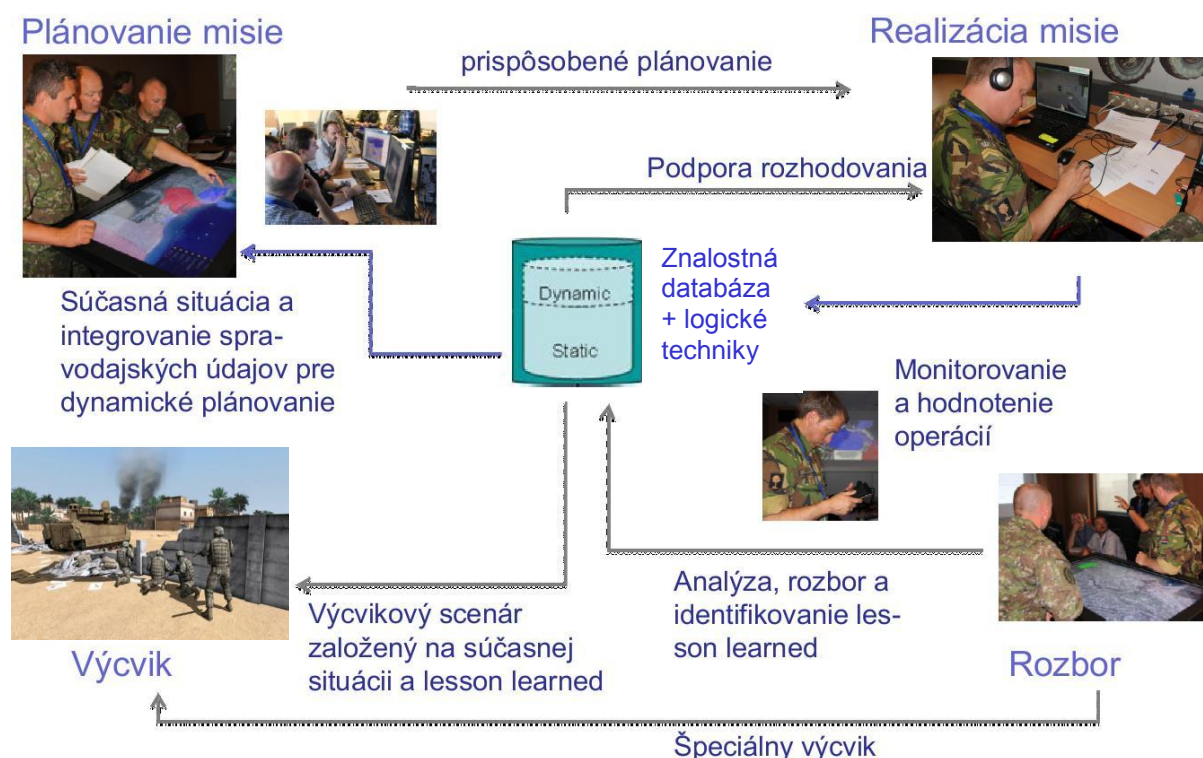 Plánovanie misie
Realizácia misie
prispôsobené plánovanie
Podpora rozhodovania
Dynamic
Static
Znalostná
databáza
+ logické
techniky
Súčasná situácia a
integrovanie spra-
vodajských údajov pre
dynamické plánovanie
Monitorovanie
a hodnotenie
operácií
Výcvik
Výcvikový scenár
založený na súčasnej
situácii a lesson learned
Analýza, rozbor a
identifikovanie les-
son learned
Rozbor
Špeciálny výcvik